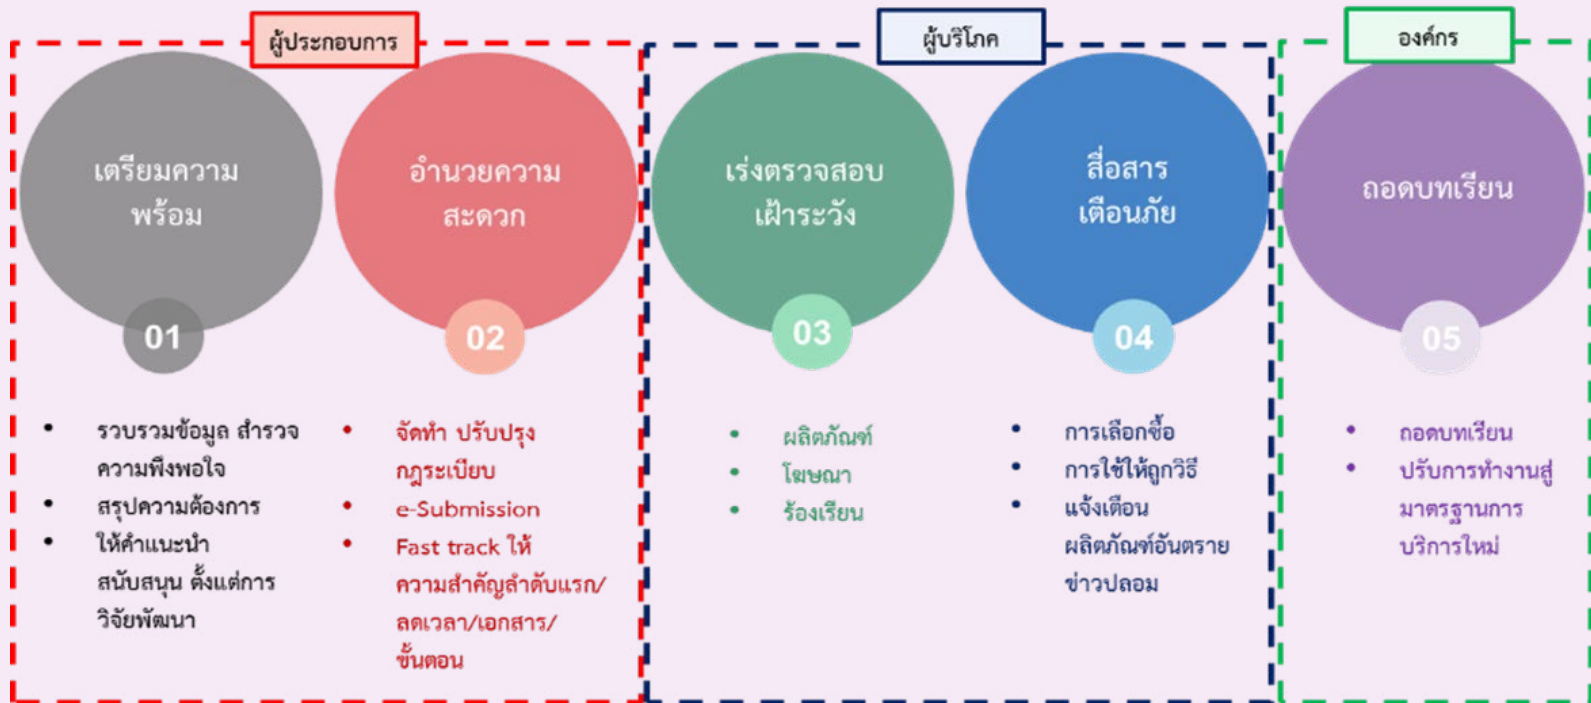 ผู้ประกอบการ
เตรียมความ
พร้อม
01
• รวบรวมข้อมูล สำรวจ
ความพึงพอใจ
• สรุปความต้องการ
• ให้คำแนะนำ
สนับสนุน ตั้งแต่การ
วิจัยพัฒนา
อำนวยความ
สะดวก
02
• จัดทำ ปรับปรุง
กฎระเบียบ
• e-Submission
• Fast track ให้
ความสำคัญลำดับแรก/
ลดเวลา/เอกสาร/
ขั้นตอน
ผู้บริโภค
เร่งตรวจสอบ
เฝ้าระวัง
03
• ผลิตภัณฑ์
• โฆษณา
• ร้องเรียน
สื่อสาร
เตือนภัย
04
• การเลือกซื้อ
• การใช้ให้ถูกวิธี
• แจ้งเตือน
ผลิตภัณฑ์อันตราย
ข่าวปลอม
องค์กร
ถอดบทเรียน
05
• ถอดบทเรียน
• ปรับการทำงานสู่
มาตรฐานการ
บริการใหม่